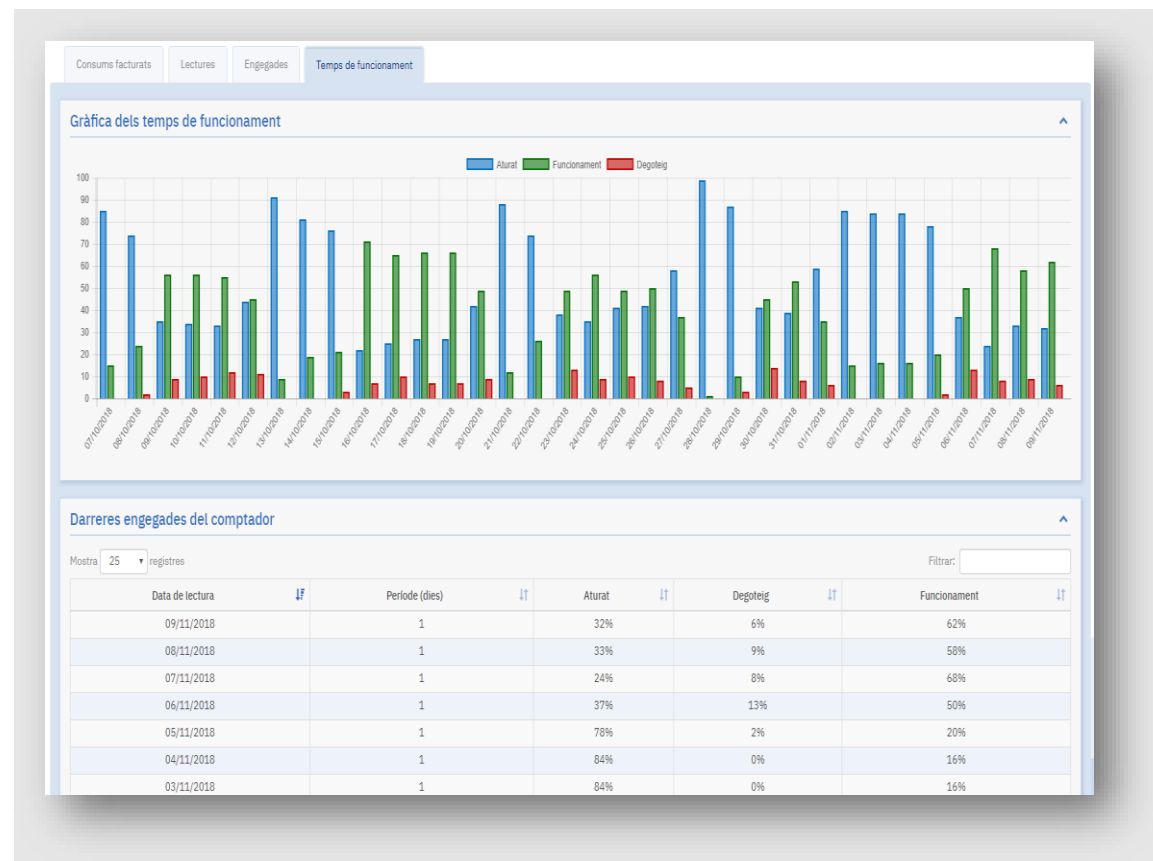 Consums facturats Lectures Engegades Temps de funcionament
Gràfica dels temps de funcionament
Aturat Funcionament Degoteig
100
90
80
70
60
50
40
30
20
10
0
07/10/2018 08/10/2018 09/10/2018 10/10/2018 11/10/2018 12/10/2018 13/10/2018 14/10/2018 15/10/2018 16/10/2018 17/10/2018 18/10/2018 19/10/2018 20/10/2018 21/10/2018 22/10/2018 23/10/2018 24/10/2018 25/10/2018 26/10/2018 27/10/2018 28/10/2018 29/10/2018 30/10/2018 31/10/2018 01/11/2018 02/11/2018 03/11/2018 04/11/2018 05/11/2018 06/11/2018 07/11/2018 08/11/2018 09/11/2018
Darreres engegades del comptador
Mostra 25 registres Filtrar:
Data de lectura Període (dies) Aturat Degoteig Funcionament
09/11/2018 1 32% 6% 62%
08/11/2018 1 33% 9% 58%
07/11/2018 1 24% 8% 68%
06/11/2018 1 37% 13% 50%
05/11/2018 1 78% 2% 20%
04/11/2018 1 84% 0% 16%
03/11/2018 1 84% 0% 16%